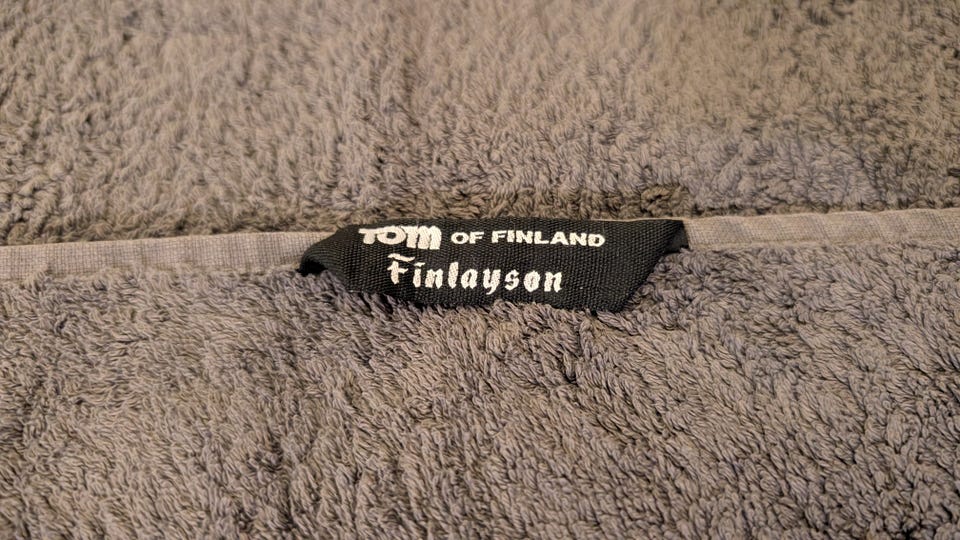 TOM OF FINLAND
Finlayson